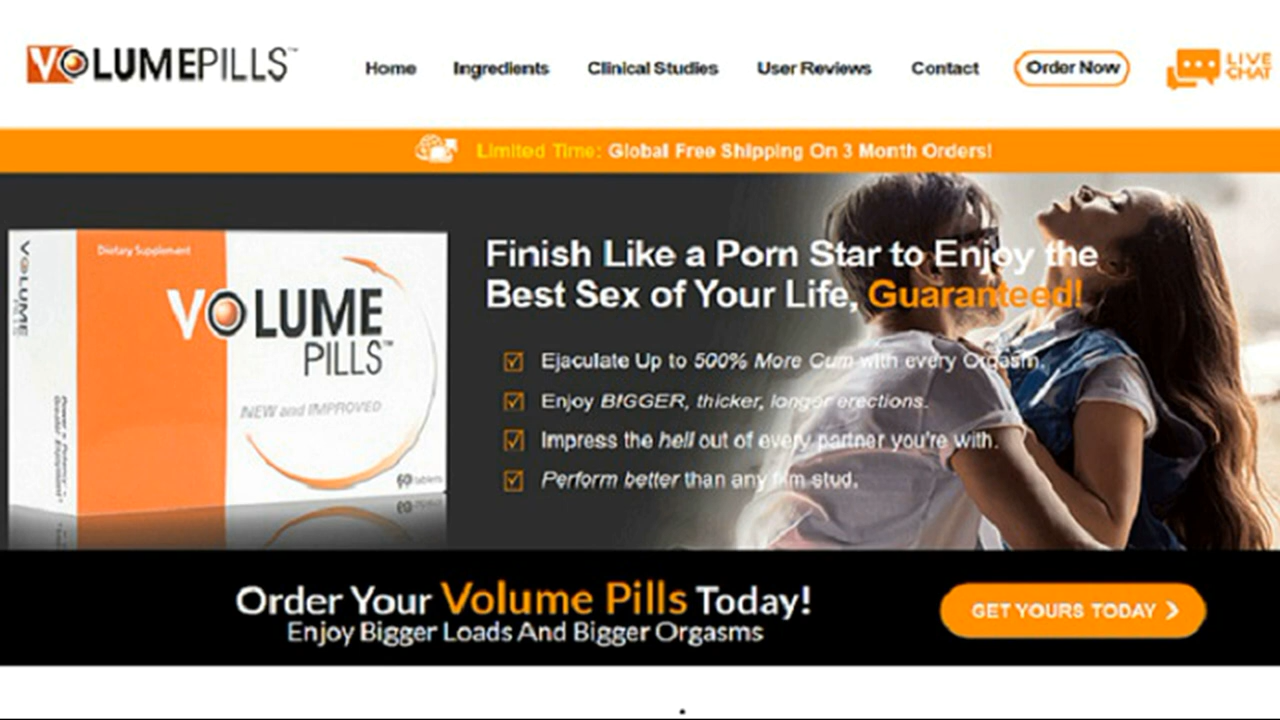 VOLUMEPILLS™
Home
Ingredients
Clinical Studies
User Reviews
Contact
Order Now
LIVE
CHAT
Limited Time: Global Free Shipping On 3 Month Orders!
VOLUME
Dietary Supplement
VOLUME
PILLS™
NEW and IMPROVED
60 tablets
Finish Like a Porn Star to Enjoy the
Best Sex of Your Life, Guaranteed!
Ejaculate Up to 500% More Cum with every Orgasm.
Enjoy BIGGER, thicker, longer erections.
Impress the hell out of every partner you're with.
Perform better than any film stud.
Order Your Volume Pills Today!
Enjoy Bigger Loads And Bigger Orgasms
GET YOURS TODAY